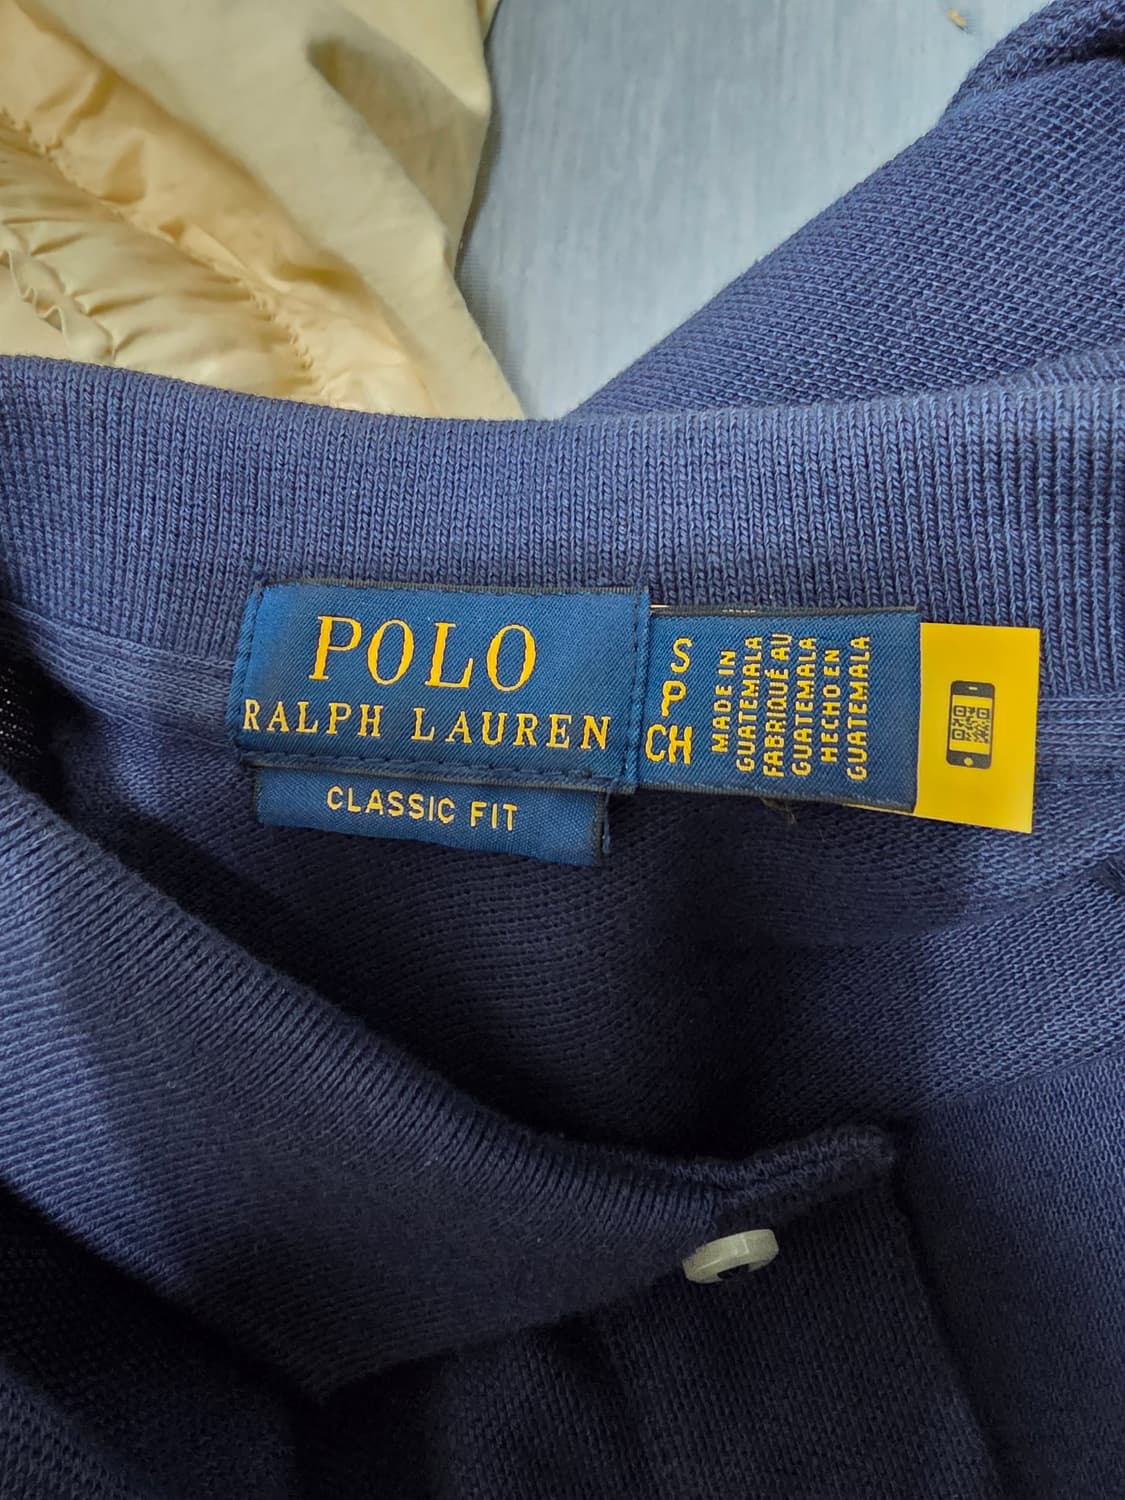 POLO
RALPH LAUREN
CLASSIC FIT
S
P
CH
MADE IN
GUATEMALA
FABRIQUÉ AU
GUATEMALA
HECHO EN
GUATEMALA